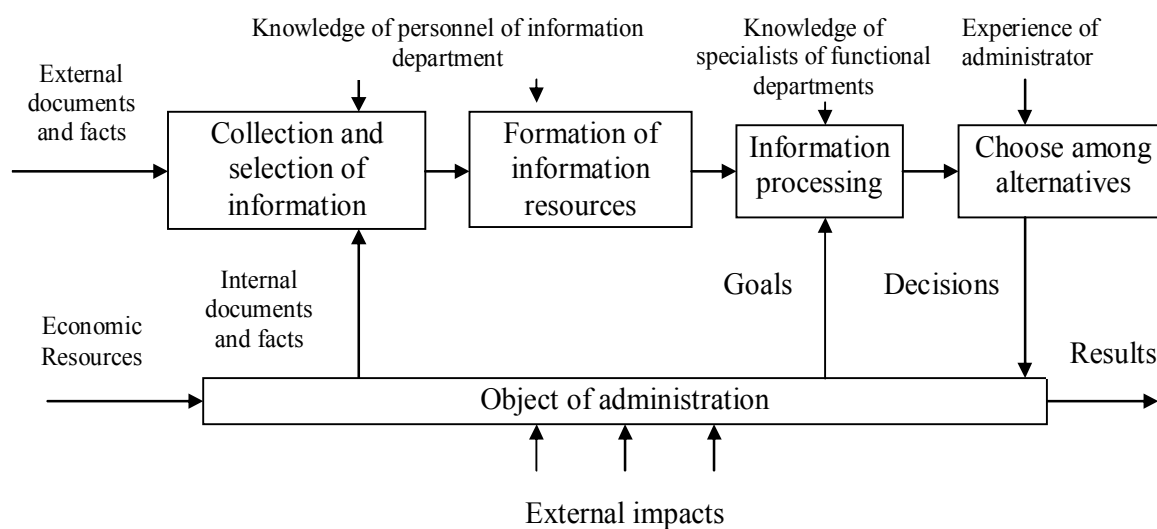 Knowledge of personnel of information
department
Knowledge of
specialists of functional
departments
Experience of
administrator
External
documents
and facts
Collection and
selection of
information
Formation of
information
resources
Information
processing
Choose among
alternatives
Internal
documents
and facts
Goals
Decisions
Economic
Resources
Results
Object of administration
External impacts